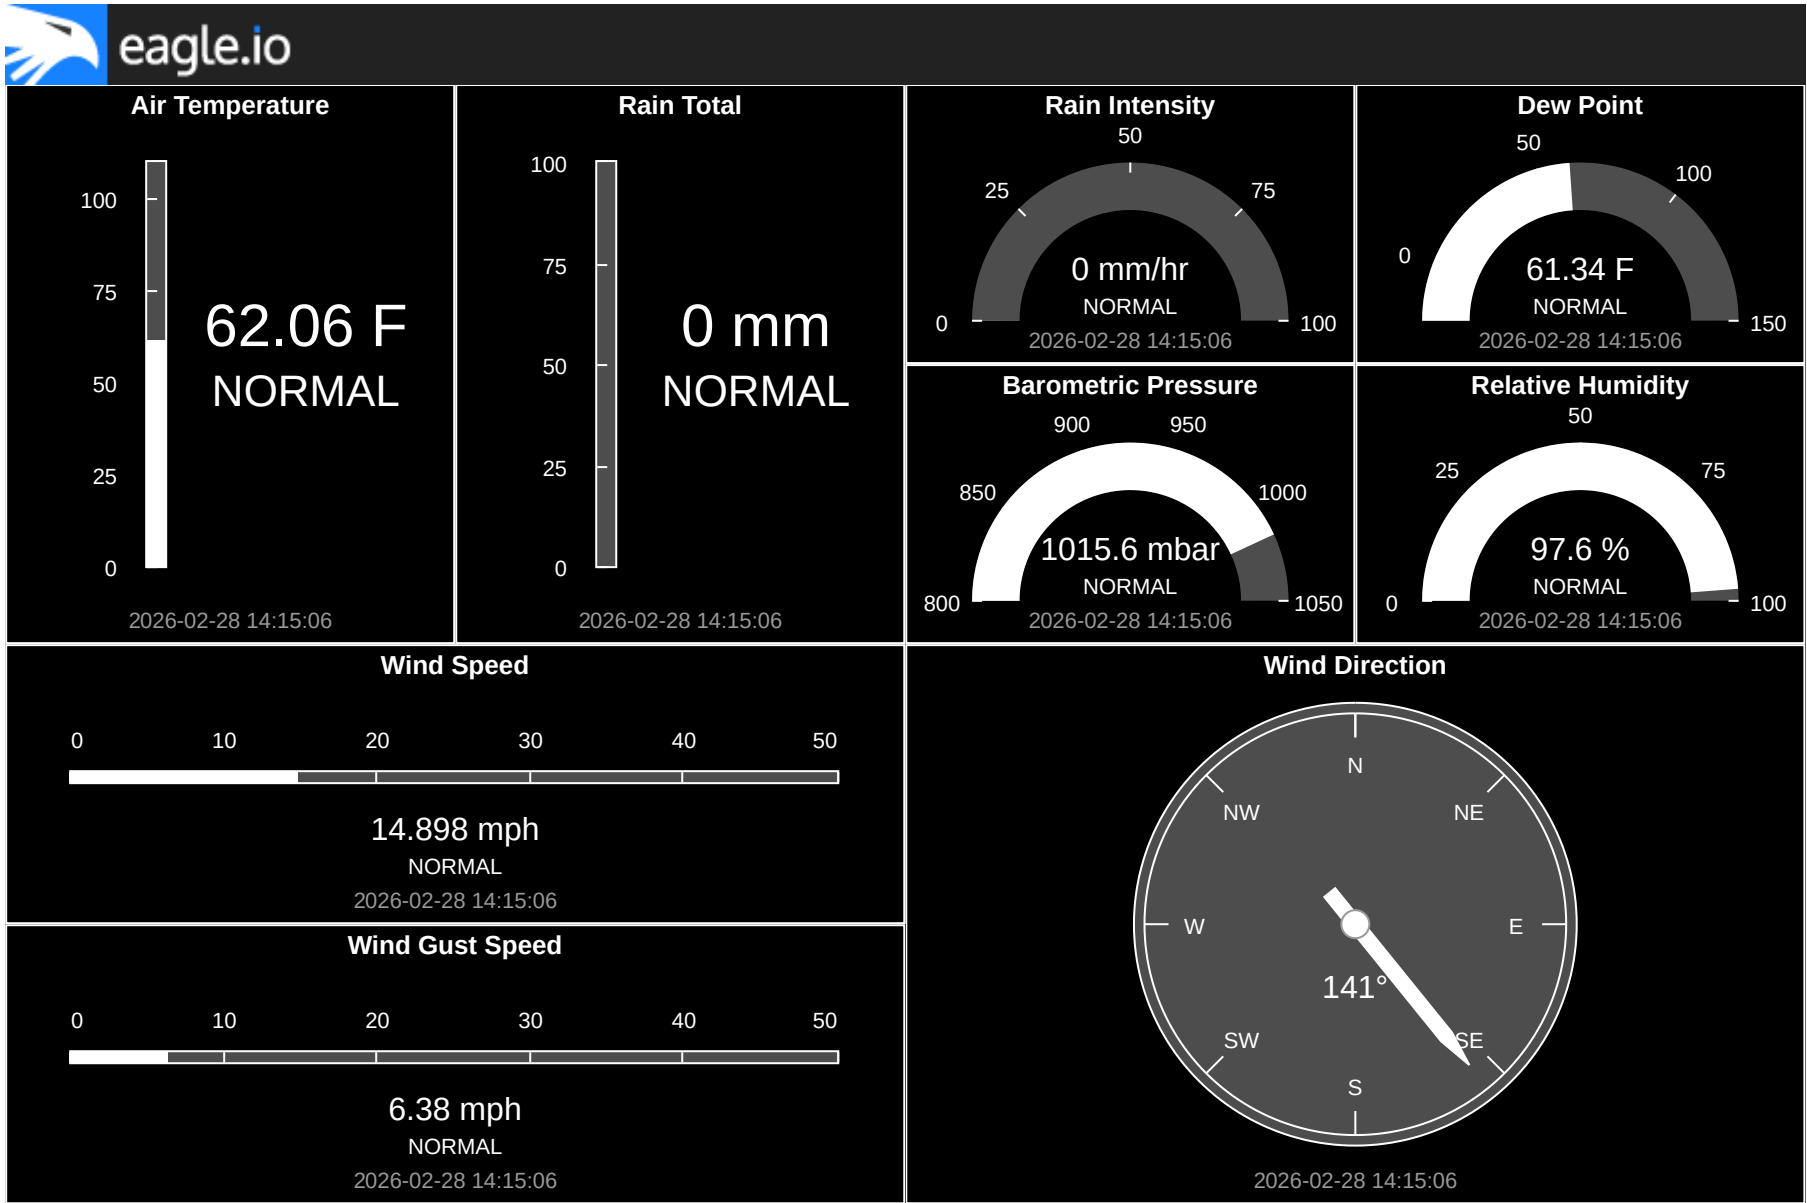 eagle.io
Air Temperature
100
75
50
25
0
62.06 F
NORMAL
2026-02-28 14:15:06
Rain Total
100
75
50
25
0
0 mm
NORMAL
2026-02-28 14:15:06
Rain Intensity
0
25
50
75
100
0 mm/hr
NORMAL
2026-02-28 14:15:06
Dew Point
0
50
100
150
61.34 F
NORMAL
2026-02-28 14:15:06
Barometric Pressure
800
850
900
950
1000
1050
1015.6 mbar
NORMAL
2026-02-28 14:15:06
Relative Humidity
0
25
50
75
100
97.6 %
NORMAL
2026-02-28 14:15:06
Wind Speed
0 10 20 30 40 50
14.898 mph
NORMAL
2026-02-28 14:15:06
Wind Gust Speed
0 10 20 30 40 50
6.38 mph
NORMAL
2026-02-28 14:15:06
Wind Direction
N
NW NE
W E
141°
SW SE
S
2026-02-28 14:15:06